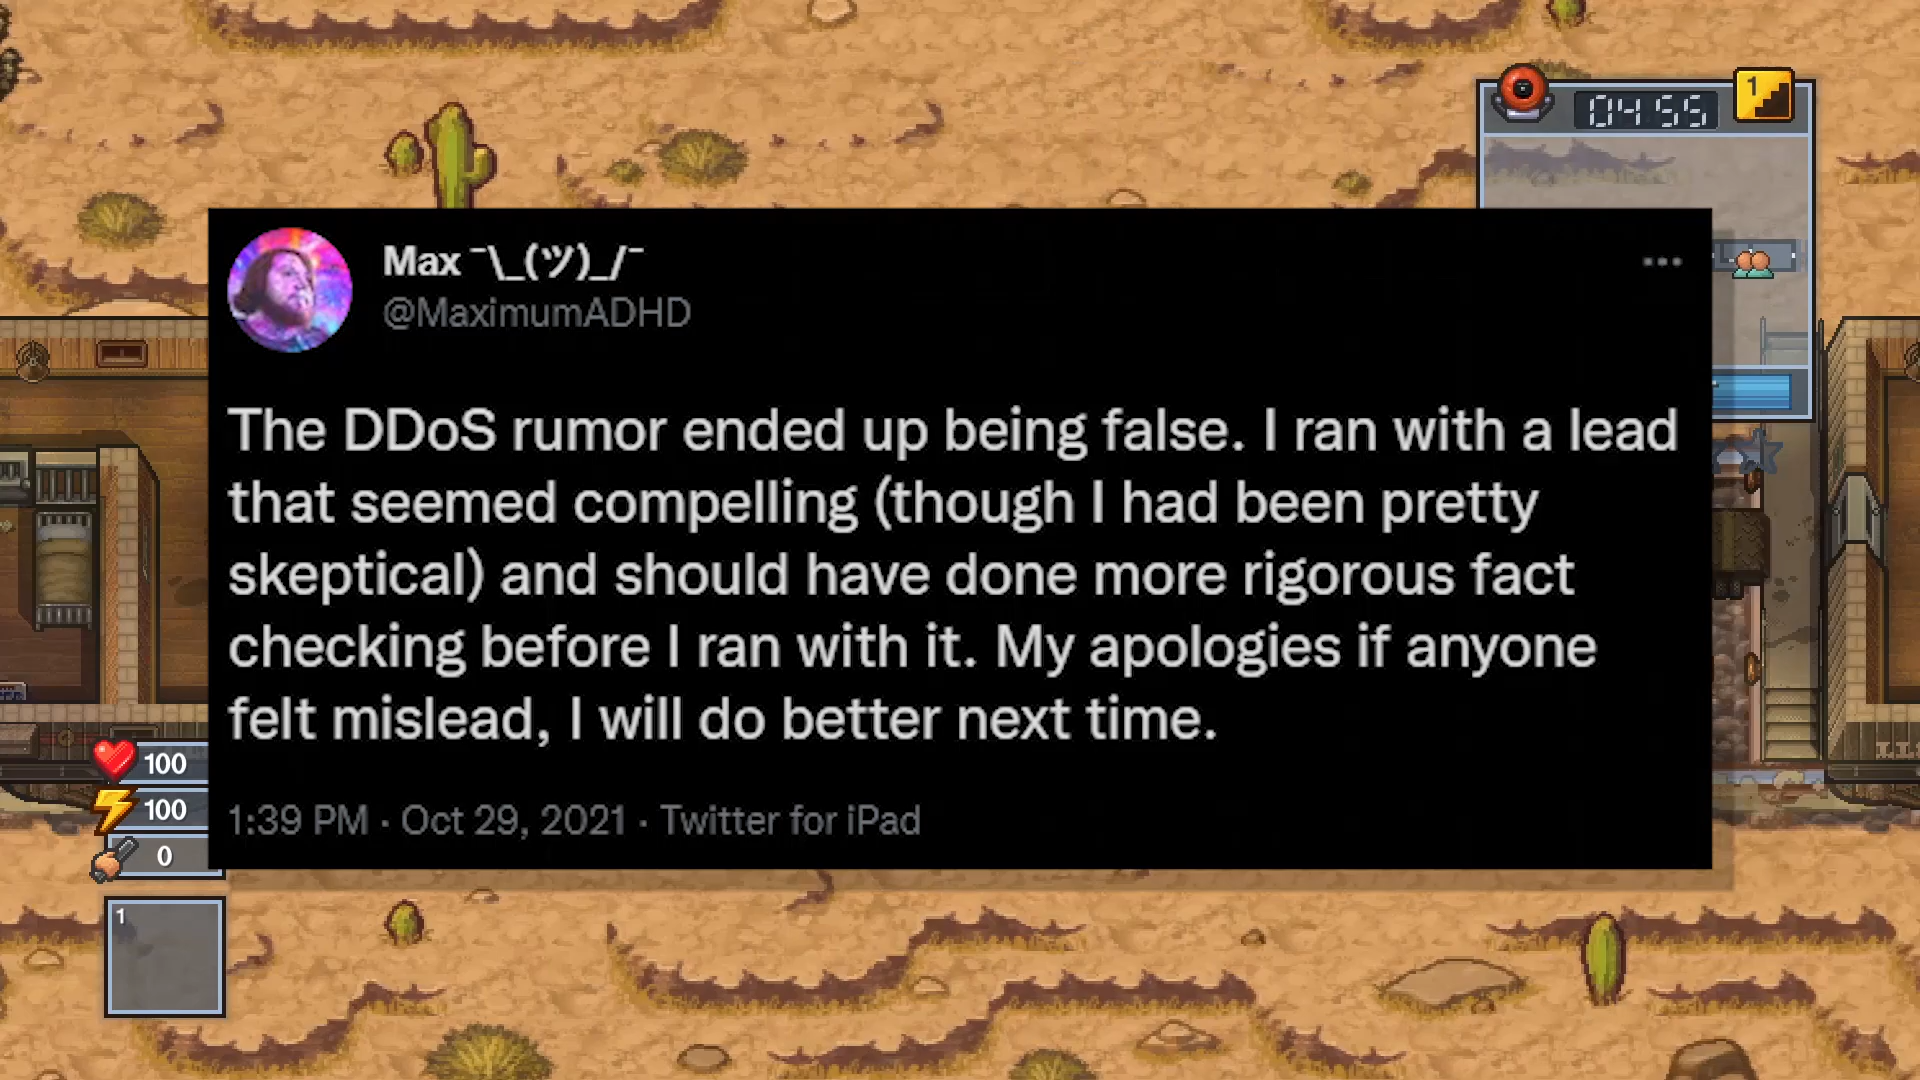 04:55
1
Max ¯\_(ツ)_/¯
@MaximumADHD
The DDoS rumor ended up being false. I ran with a lead
that seemed compelling (though I had been pretty
skeptical) and should have done more rigorous fact
checking before I ran with it. My apologies if anyone
felt mislead, I will do better next time.
1:39 PM · Oct 29, 2021 · Twitter for iPad
100
100
0
1